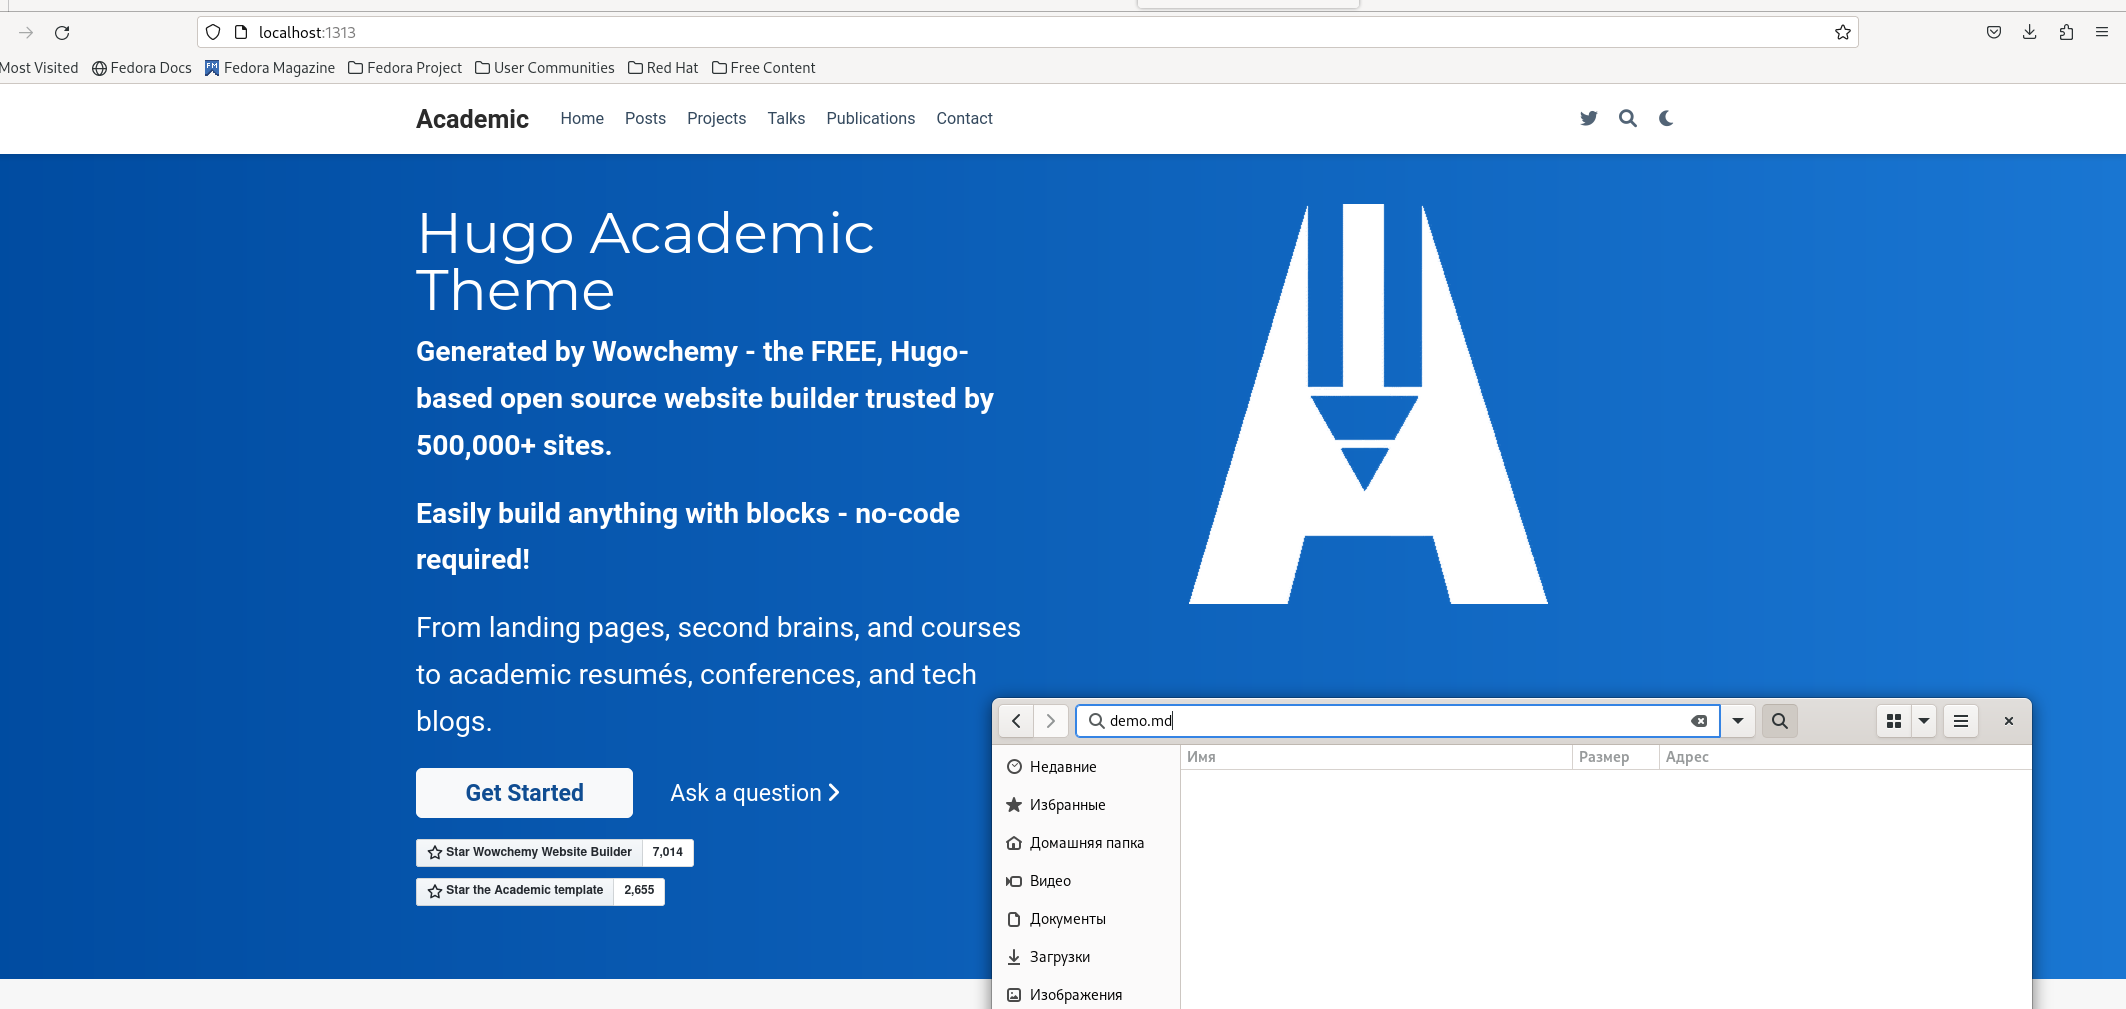 localhost:1313
Most Visited Fedora Docs FM Fedora Magazine Fedora Project User Communities Red Hat Free Content
Academic Home Posts Projects Talks Publications Contact
Hugo Academic
Theme
Generated by Wowchemy - the FREE, Hugo-
based open source website builder trusted by
500,000+ sites.
Easily build anything with blocks - no-code
required!
From landing pages, second brains, and courses
to academic resumés, conferences, and tech
blogs.
Get Started Ask a question
Star Wowchemy Website Builder 7,014
Star the Academic template 2,655
demo.md
Имя Размер Адрес
Недавние
Избранные
Домашняя папка
Видео
Документы
Загрузки
Изображения